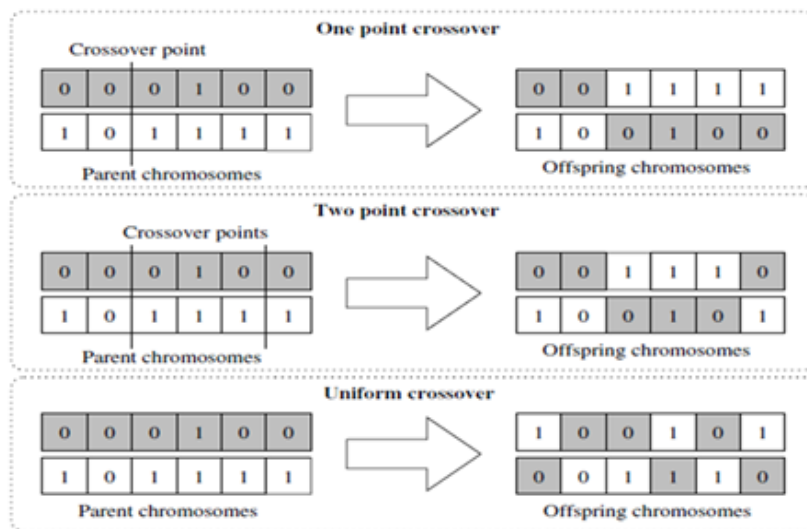 One point crossover
Crossover point
0 0 0 1 0 0
1 0 1 1 1 1
Parent chromosomes
0 0 1 1 1 1
1 0 0 1 0 0
Offspring chromosomes
Two point crossover
Crossover points
0 0 0 1 0 0
1 0 1 1 1 1
Parent chromosomes
0 0 1 1 1 0
1 0 0 1 0 1
Offspring chromosomes
Uniform crossover
0 0 0 1 0 0
1 0 1 1 1 1
Parent chromosomes
1 0 0 1 0 1
0 0 1 1 1 0
Offspring chromosomes